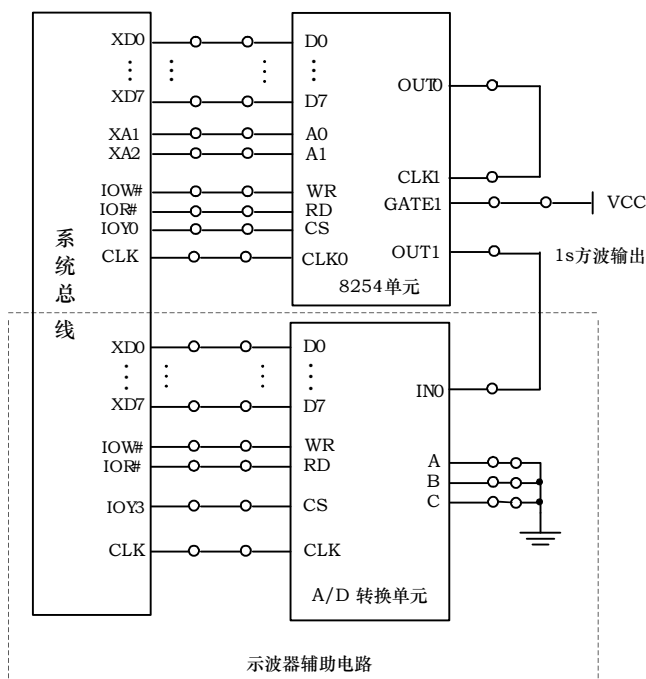 XD0
XD7
XA1
XA2
IOW#
IOR#
IOY0
CLK
系统总线
D0
D7
A0
A1
WR
RD
CS
CLK0
8254单元
OUT0
CLK1
GATE1
OUT1
VCC
1s方波输出
XD0
XD7
IOW#
IOR#
IOY3
CLK
D0
D7
WR
RD
CS
CLK
A/D 转换单元
IN0
A
B
C
示波器辅助电路